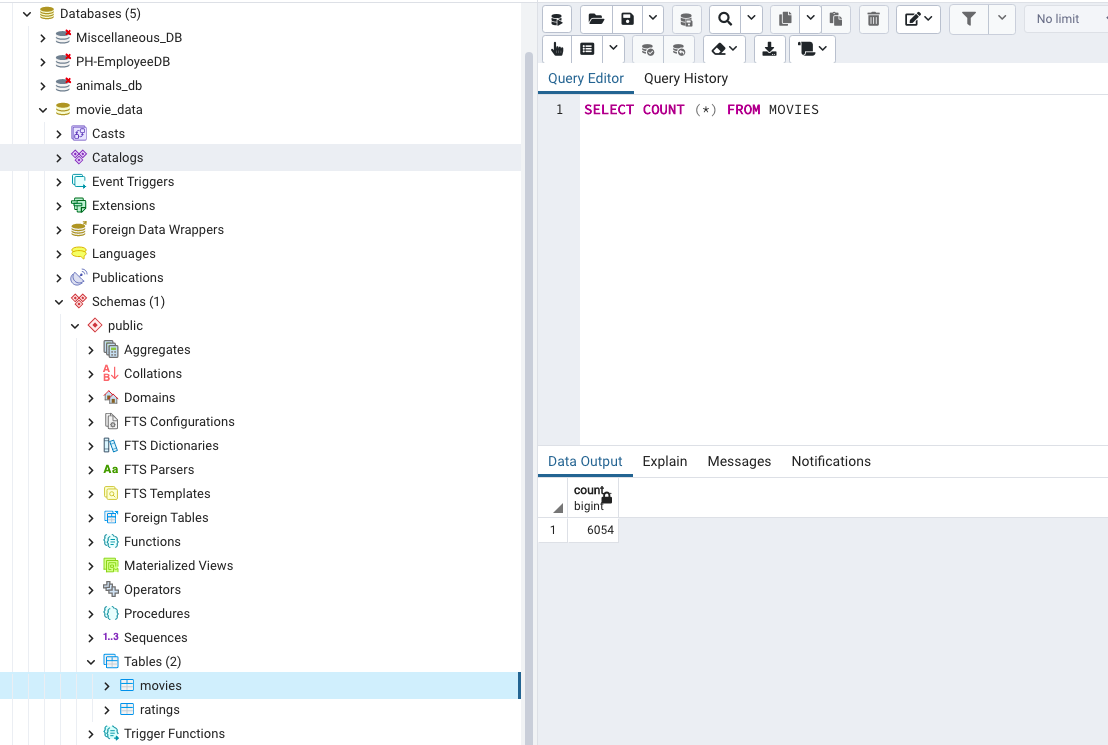 Databases (5)
Miscellaneous_DB
PH-EmployeeDB
animals_db
movie_data
Casts
Catalogs
Event Triggers
Extensions
Foreign Data Wrappers
Languages
Publications
Schemas (1)
public
Aggregates
Collations
Domains
FTS Configurations
FTS Dictionaries
Aa FTS Parsers
FTS Templates
Foreign Tables
Functions
Materialized Views
Operators
Procedures
1..3 Sequences
Tables (2)
movies
ratings
Trigger Functions
No limit
Query Editor Query History
1 SELECT COUNT (*) FROM MOVIES
Data Output Explain Messages Notifications
count
bigint
1 6054